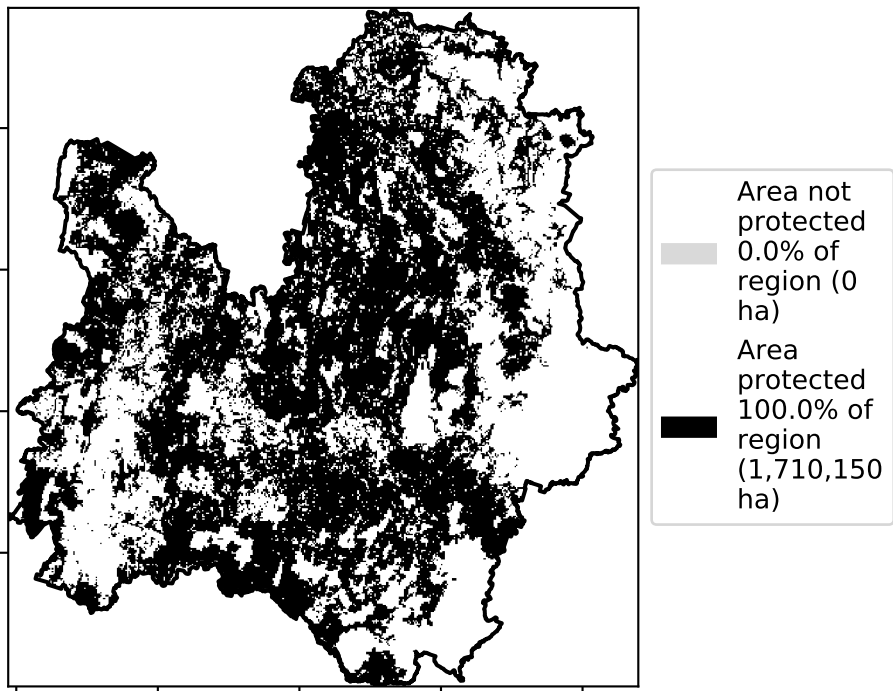 Area not
protected
0.0% of
region (0
ha)
Area
protected
100.0% of
region
(1,710,150
ha)